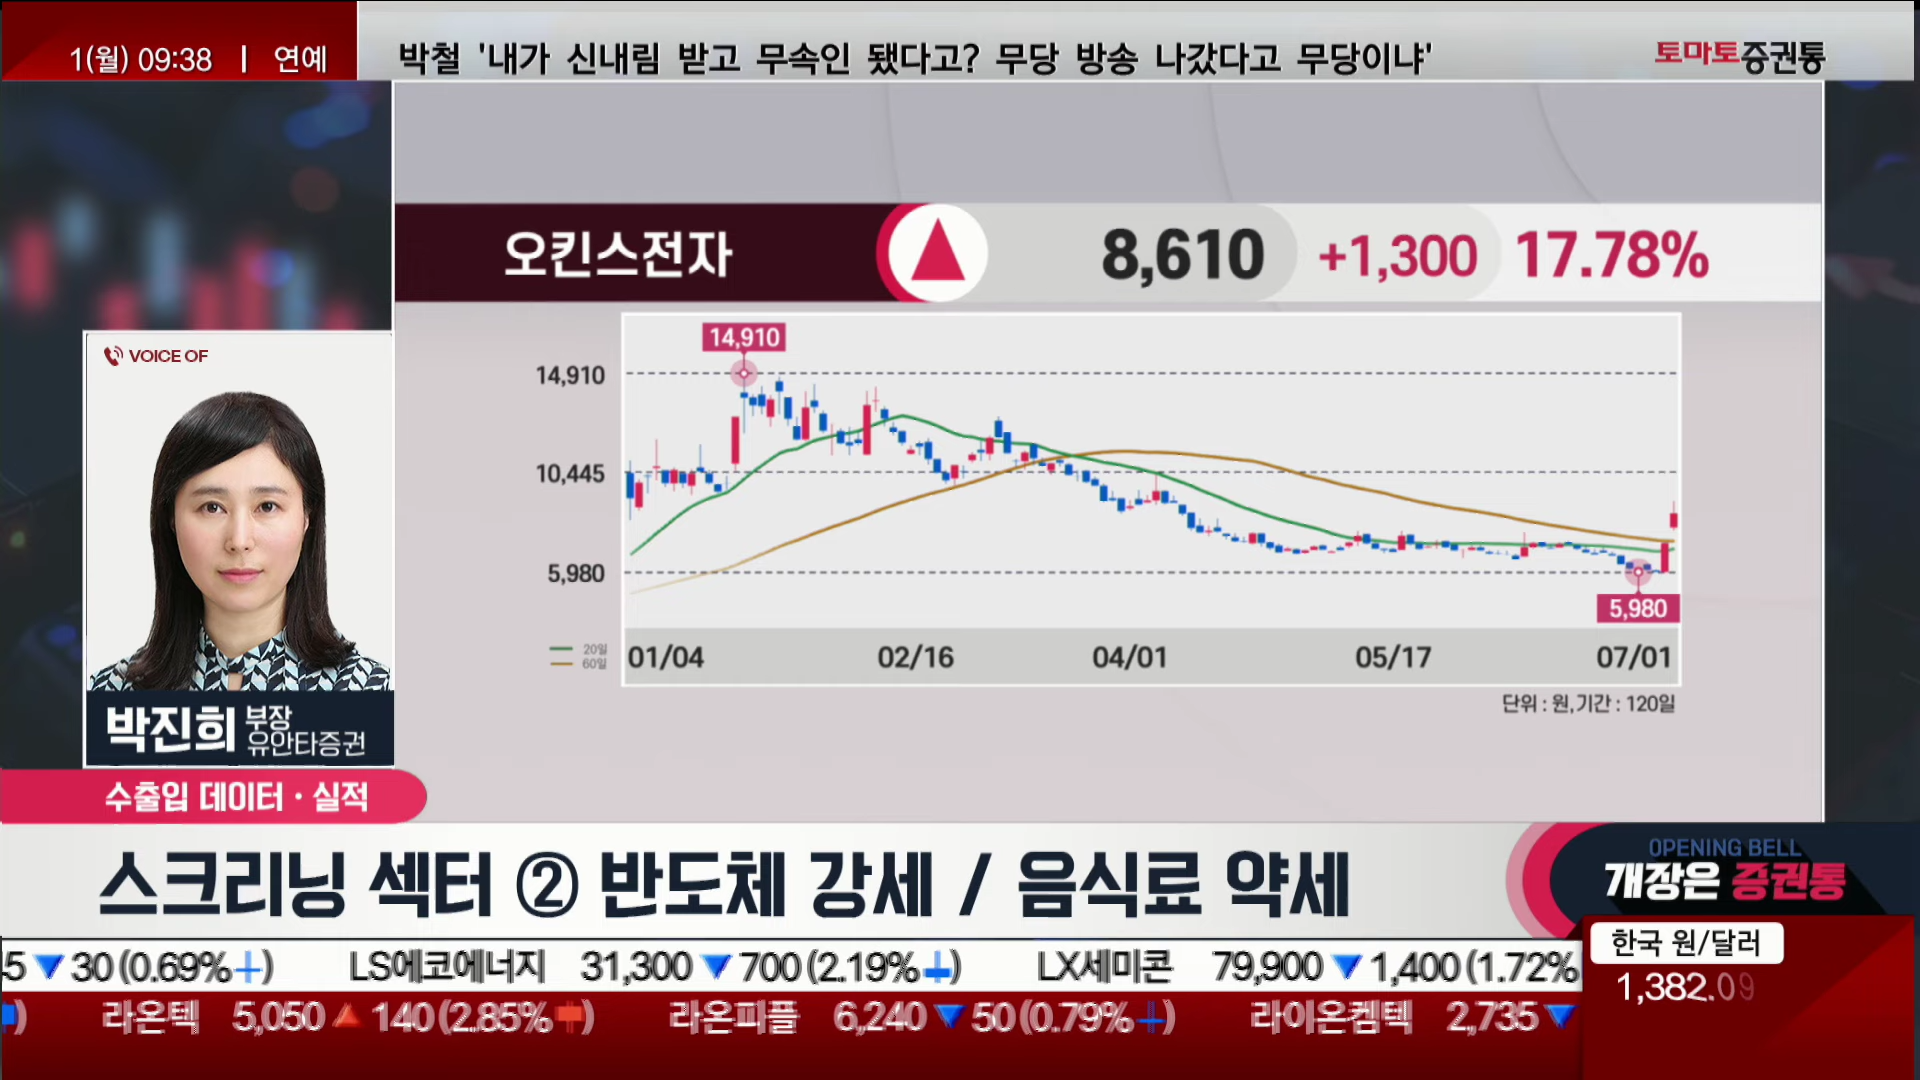 1(월) 09:38 | 연예
박철 '내가 신내림 받고 무속인 됐다고? 무당 방송 나갔다고 무당이냐'
토마토증권통
오킨스전자 8,610 +1,300 17.78%
14,910
14,910
10,445
5,980
5,980
20일
60일
01/04 02/16 04/01 05/17 07/01
단위 : 원,기간 : 120일
VOICE OF
박진희 부장
유안타증권
수출입 데이터 · 실적
스크리닝 섹터 ② 반도체 강세 / 음식료 약세
OPENING BELL
개장은 증권통
5 ▼ 30(0.69% ) LS에코에너지 31,300 ▼ 700(2.19% ) LX세미콘 79,900 ▼ 1,400(1.72%
) 라온텍 5,050 ▲ 140(2.85% ) 라온피플 6,240 ▼ 50(0.79% ) 라이온켐텍 2,735 ▼
한국 원/달러
1,382.09